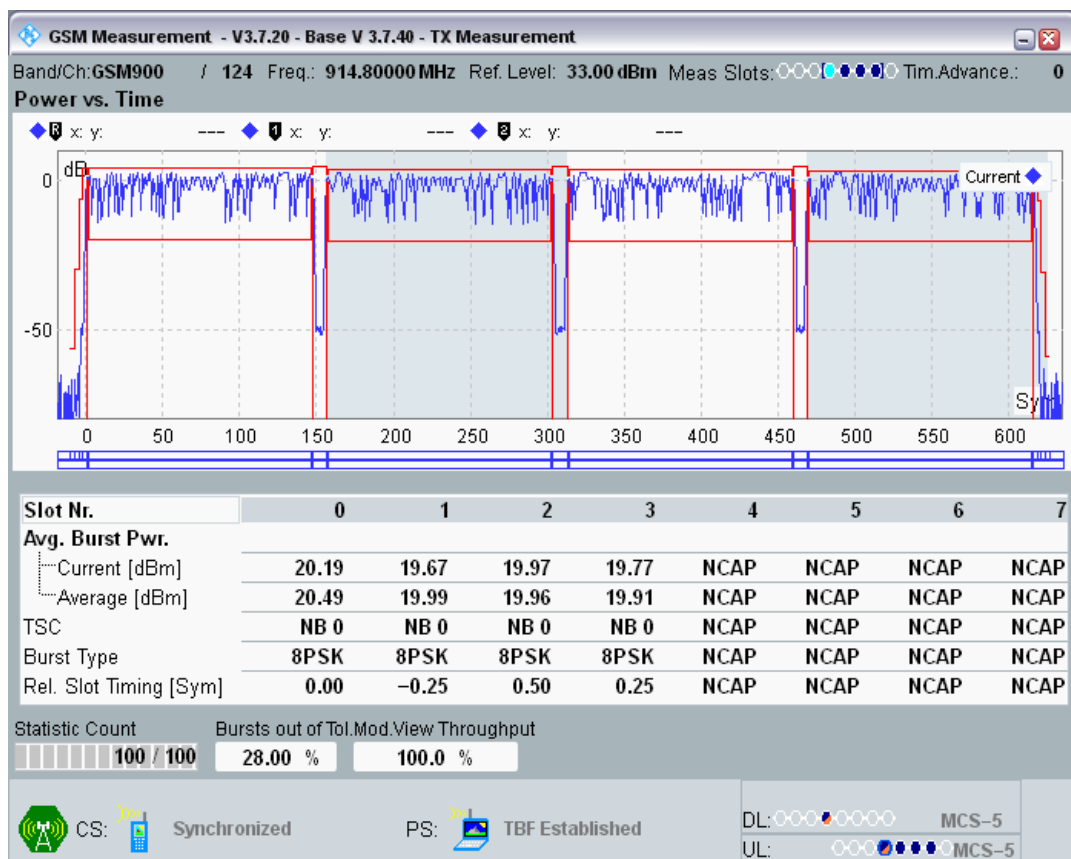 GSM Measurement - V3.7.20 - Base V 3.7.40 - TX Measurement
Band/Ch:GSM900 / 124 Freq.: 914.80000 MHz Ref. Level: 33.00 dBm Meas Slots: Tim.Advance.: 0
Power vs. Time
R x: y: --- 1 x: y: --- 2 x: y: ---
dB
Current
0
-50
Sy
0 50 100 150 200 250 300 350 400 450 500 550 600
Slot Nr. 0 1 2 3 4 5 6 7
Avg. Burst Pwr.
Current [dBm] 20.19 19.67 19.97 19.77 NCAP NCAP NCAP NCAP
Average [dBm] 20.49 19.99 19.96 19.91 NCAP NCAP NCAP NCAP
TSC NB 0 NB 0 NB 0 NB 0 NCAP NCAP NCAP NCAP
Burst Type 8PSK 8PSK 8PSK 8PSK NCAP NCAP NCAP NCAP
Rel. Slot Timing [Sym] 0.00 −0.25 0.50 0.25 NCAP NCAP NCAP NCAP
Statistic Count Bursts out of Tol.Mod.View Throughput
100 / 100 28.00 % 100.0 %
CS: Synchronized PS: TBF Established
DL: MCS−5
UL: MCS−5